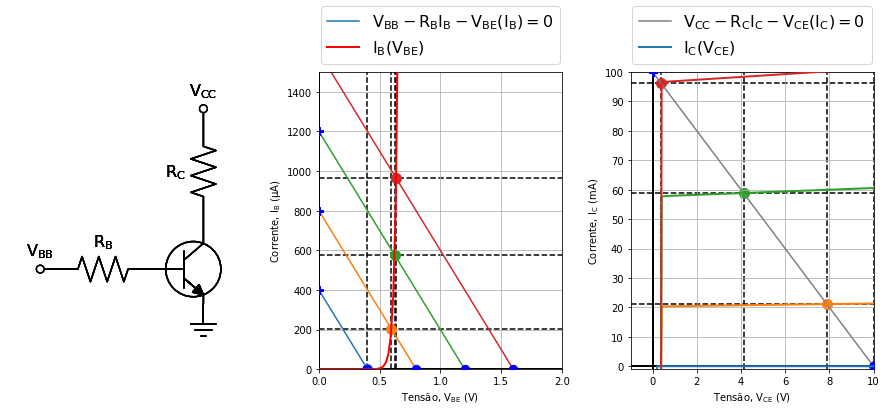 V_CC
R_C
V_BB
R_B
V_BB − R_BI_B − V_BE(I_B) = 0
I_B(V_BE)
1400
1200
1000
800
600
400
200
0
0.0 0.5 1.0 1.5 2.0
Corrente, I_B (µA)
Tensão, V_BE (V)
V_CC − R_CI_C − V_CE(I_C) = 0
I_C(V_CE)
100
90
80
70
60
50
40
30
20
10
0
0 2 4 6 8 10
Corrente, I_C (mA)
Tensão, V_CE (V)